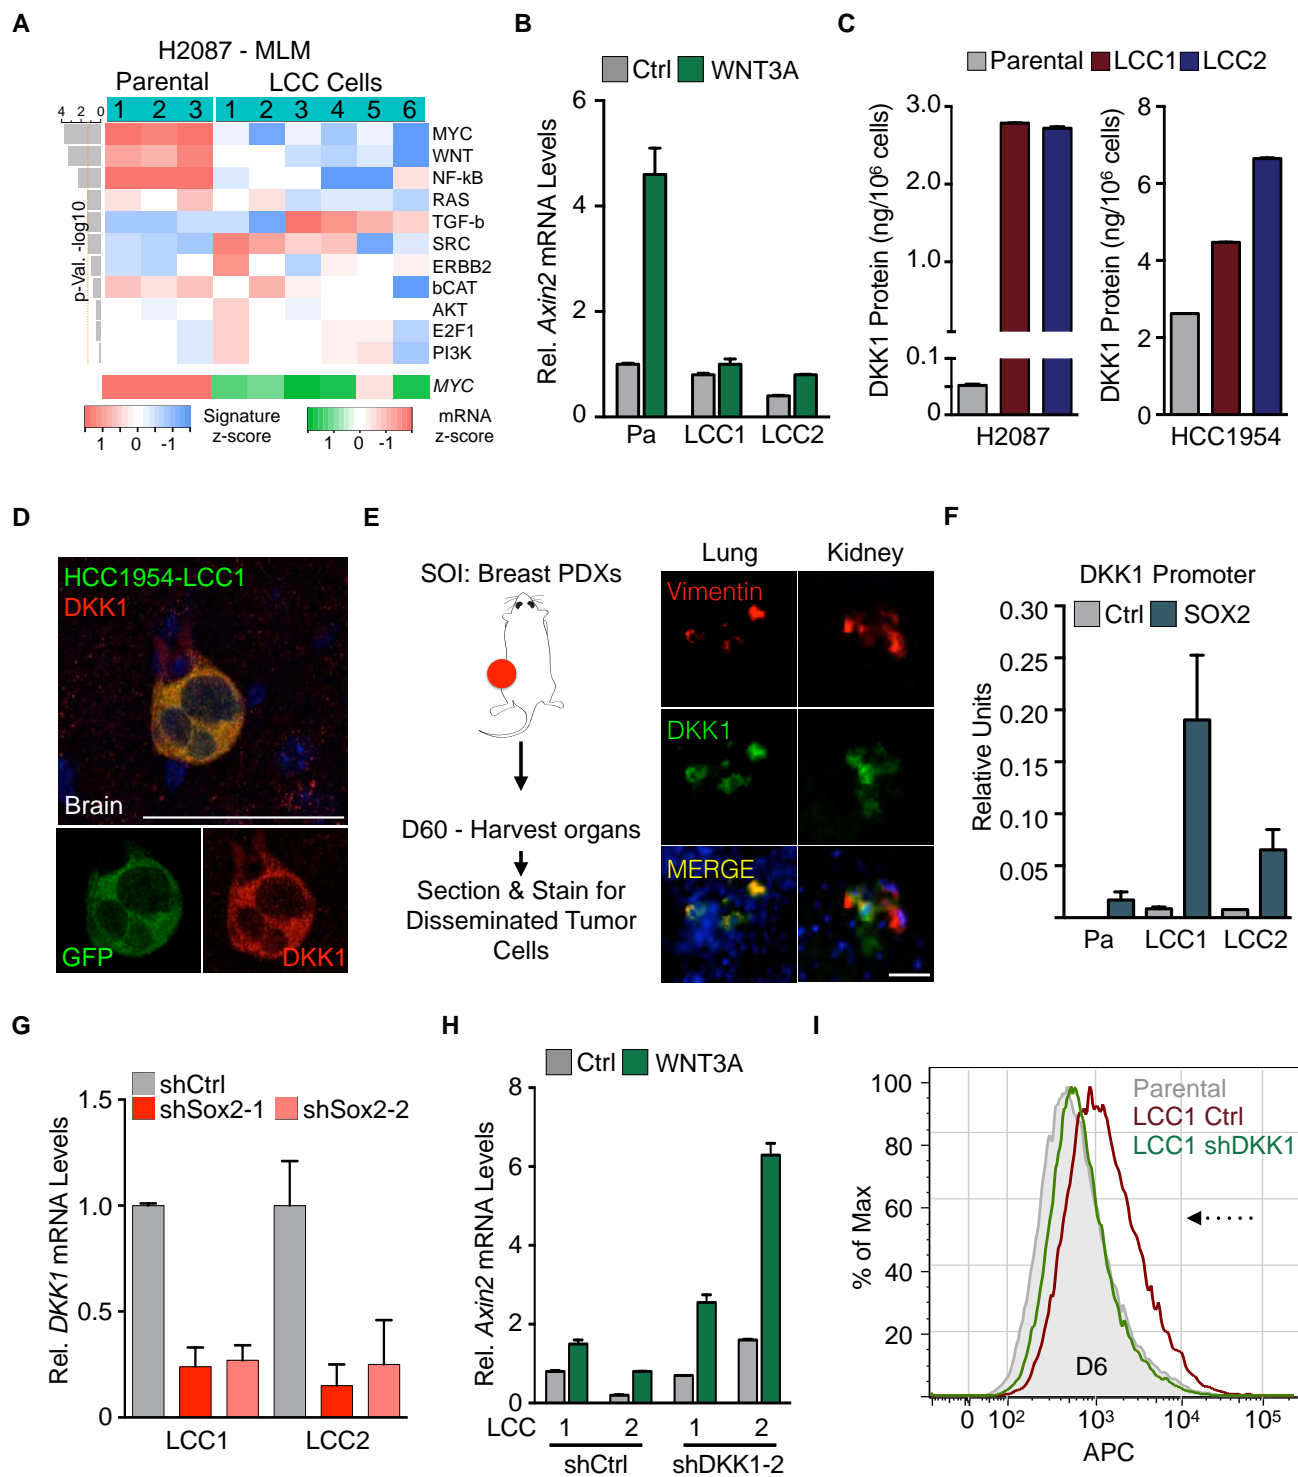 A
H2087 - MLM
Parental LCC Cells
4 2 0 1 2 3 1 2 3 4 5 6
MYC
WNT
NF-kB
RAS
TGF-b
SRC
ERBB2
bCAT
AKT
E2F1
PI3K
p-Val. -log10
MYC
Signature z-score
1 0 -1
mRNA z-score
1 0 -1
B
Ctrl WNT3A
Rel. Axin2 mRNA Levels
6
4
2
0
Pa LCC1 LCC2
C
Parental LCC1 LCC2
DKK1 Protein (ng/10⁶ cells)
3.0
2.0
1.0
0.1
0
H2087
DKK1 Protein (ng/10⁶ cells)
8
6
4
2
0
HCC1954
D
HCC1954-LCC1
DKK1
Brain
GFP
DKK1
E
SOI: Breast PDXs
D60 - Harvest organs
Section & Stain for
Disseminated Tumor
Cells
Lung Kidney
Vimentin
DKK1
MERGE
F
DKK1 Promoter
Ctrl SOX2
Relative Units
0.30
0.25
0.20
0.15
0.10
0.05
Pa LCC1 LCC2
G
shCtrl
shSox2-1 shSox2-2
Rel. DKK1 mRNA Levels
1.5
1.0
0.5
0
LCC1 LCC2
H
Ctrl WNT3A
Rel. Axin2 mRNA Levels
8
6
4
2
0
LCC 1 2 1 2
shCtrl shDKK1-2
I
Parental
LCC1 Ctrl
LCC1 shDKK1
% of Max
100
80
60
40
20
D6
0 10² 10³ 10⁴ 10⁵
APC